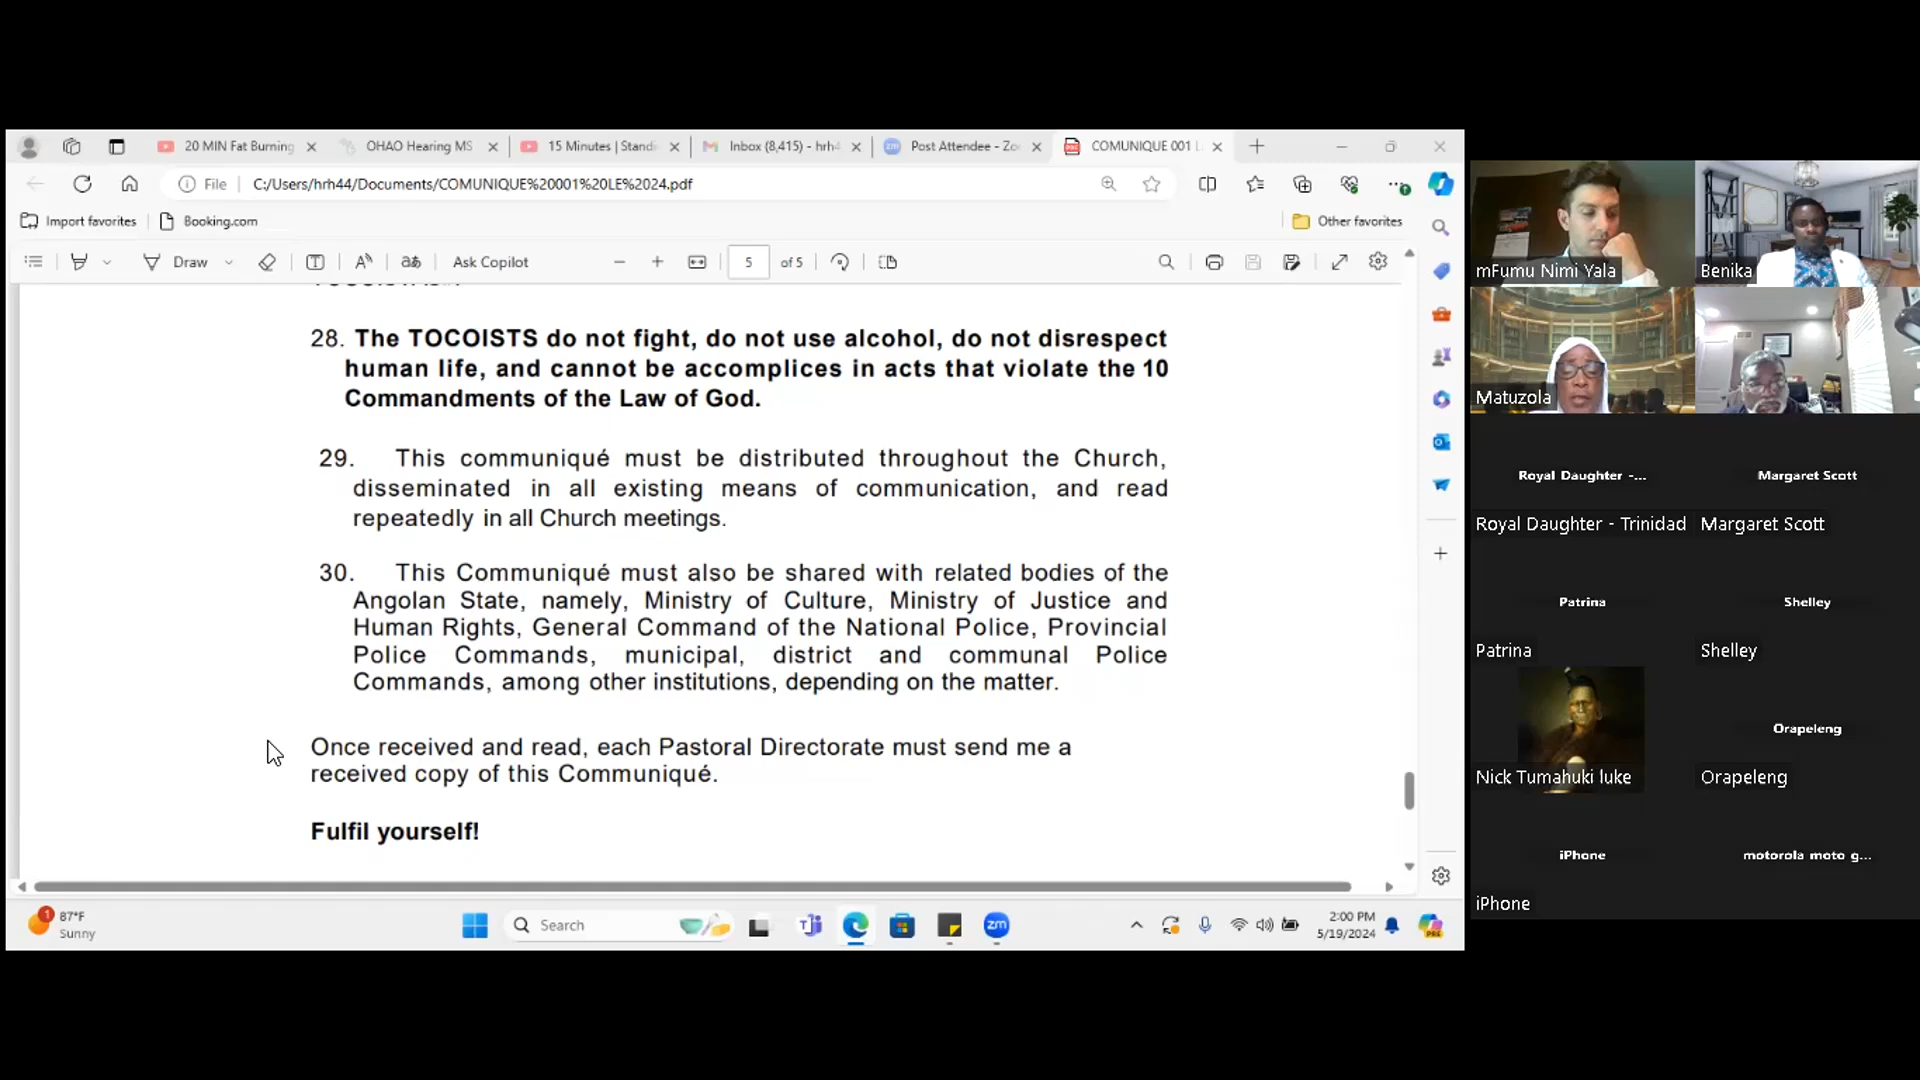 20 MIN Fat Burning
OHAO Hearing MS
15 Minutes | Stand
Inbox (8,415) - hrh4
Post Attendee - Zo
COMUNIQUE 001
File
C:/Users/hrh44/Documents/COMUNIQUE%20001%20LE%2024.pdf
Import favorites
Booking.com
Other favorites
Draw
Ask Copilot
5
of 5
28. The TOCOISTS do not fight, do not use alcohol, do not disrespect
human life, and cannot be accomplices in acts that violate the 10
Commandments of the Law of God.
29. This communiqué must be distributed throughout the Church,
disseminated in all existing means of communication, and read
repeatedly in all Church meetings.
30. This Communiqué must also be shared with related bodies of the
Angolan State, namely, Ministry of Culture, Ministry of Justice and
Human Rights, General Command of the National Police, Provincial
Police Commands, municipal, district and communal Police
Commands, among other institutions, depending on the matter.
Once received and read, each Pastoral Directorate must send me a
received copy of this Communiqué.
Fulfil yourself!
1
87°F
Sunny
Search
zm
2:00 PM
5/19/2024
mFumu Nimi Yala
Benika
Matuzola
Royal Daughter -...
Margaret Scott
Royal Daughter - Trinidad
Margaret Scott
Patrina
Shelley
Patrina
Shelley
Orapeleng
Nick Tumahuki luke
Orapeleng
iPhone
motorola moto g...
iPhone